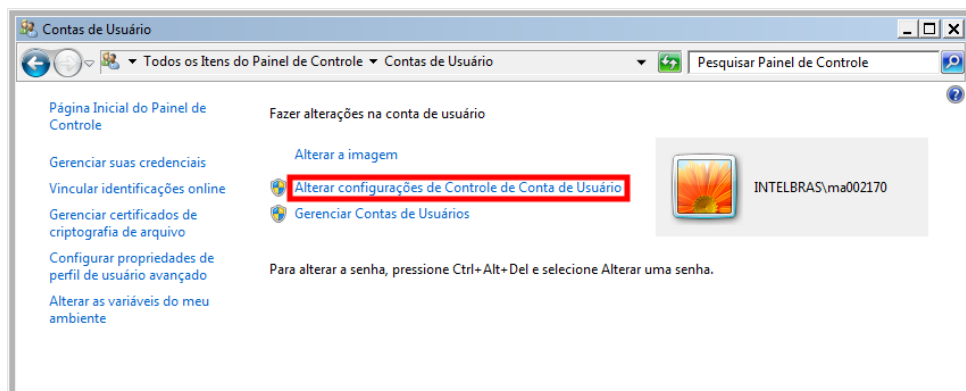 Contas de Usuário
Todos os Itens do Painel de Controle Contas de Usuário
Pesquisar Painel de Controle
Página Inicial do Painel de
Controle
Gerenciar suas credenciais
Vincular identificações online
Gerenciar certificados de
criptografia de arquivo
Configurar propriedades de
perfil de usuário avançado
Alterar as variáveis do meu
ambiente
Fazer alterações na conta de usuário
Alterar a imagem
Alterar configurações de Controle de Conta de Usuário
Gerenciar Contas de Usuários
INTELBRAS\ma002170
Para alterar a senha, pressione Ctrl+Alt+Del e selecione Alterar uma senha.